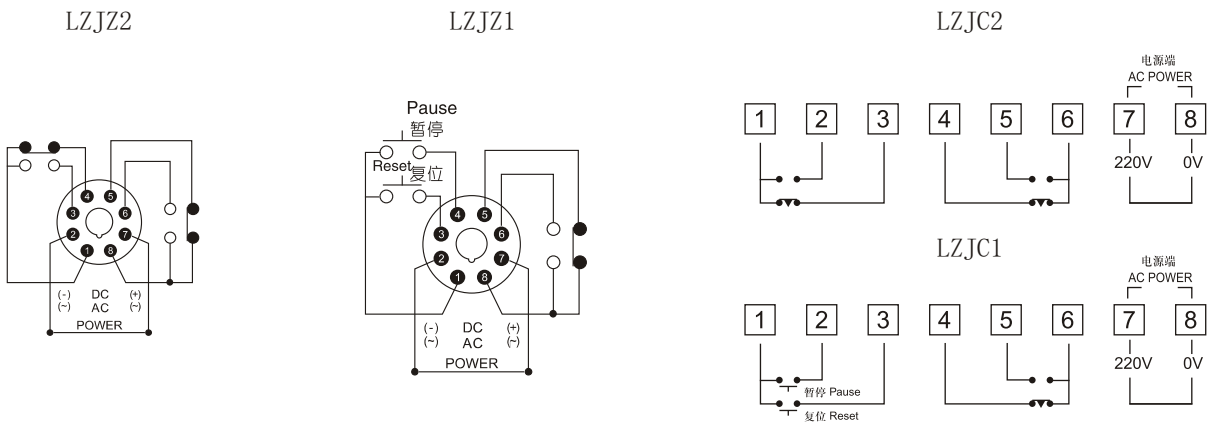 LZJZ2
4 5
3 6
2 7
1 8
(-) DC (+)
(~) AC (~)
POWER
LZJZ1
Pause
暂停
Reset
复位
4 5
3 6
2 7
1 8
(-) DC (+)
(~) AC (~)
POWER
LZJC2
电源端
AC POWER
1 2 3 4 5 6 7 8
220V 0V
LZJC1
电源端
AC POWER
1 2 3 4 5 6 7 8
220V 0V
暂停 Pause
复位 Reset